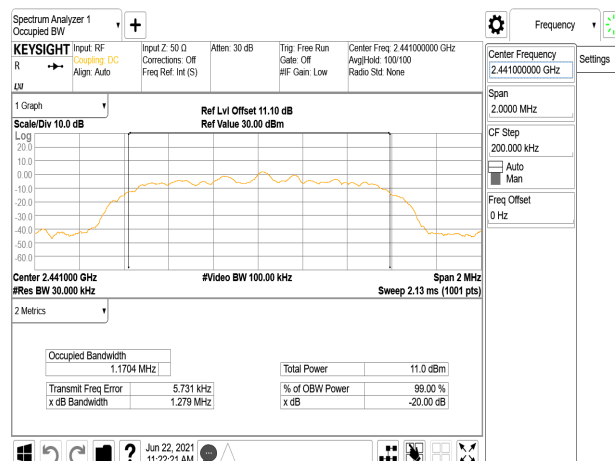 Spectrum Analyzer 1
Occupied BW
Frequency
KEYSIGHT
R
Input: RF
Coupling: DC
Align: Auto
Input Z: 50 Ω
Corrections: Off
Freq Ref: Int (S)
Atten: 30 dB
Trig: Free Run
Gate: Off
#IF Gain: Low
Center Freq: 2.441000000 GHz
Avg|Hold: 100/100
Radio Std: None
Center Frequency
2.441000000 GHz
Settings
Span
2.0000 MHz
CF Step
200.000 kHz
Auto
Man
Freq Offset
0 Hz
1 Graph
Scale/Div 10.0 dB
Ref Lvl Offset 11.10 dB
Ref Value 30.00 dBm
Log
20.0
10.0
0.00
-10.0
-20.0
-30.0
-40.0
-50.0
-60.0
Center 2.441000 GHz
#Res BW 30.000 kHz
#Video BW 100.00 kHz
Span 2 MHz
Sweep 2.13 ms (1001 pts)
2 Metrics
Occupied Bandwidth
1.1704 MHz
Total Power 11.0 dBm
Transmit Freq Error 5.731 kHz
% of OBW Power 99.00 %
x dB Bandwidth 1.279 MHz
x dB -20.00 dB
?
Jun 22, 2021
11:22:21 AM